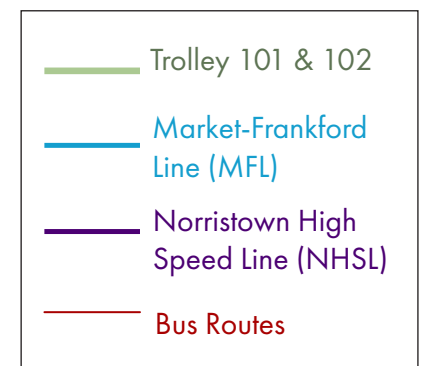 Trolley 101 & 102
Market-Frankford
Line (MFL)
Norristown High
Speed Line (NHSL)
Bus Routes